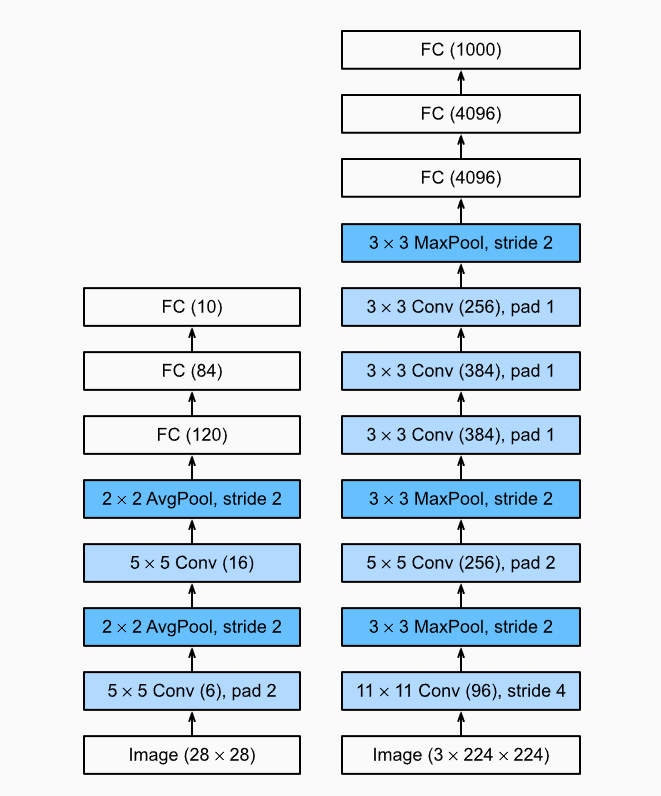 FC (10)
FC (84)
FC (120)
2 × 2 AvgPool, stride 2
5 × 5 Conv (16)
2 × 2 AvgPool, stride 2
5 × 5 Conv (6), pad 2
Image (28 × 28)
FC (1000)
FC (4096)
FC (4096)
3 × 3 MaxPool, stride 2
3 × 3 Conv (256), pad 1
3 × 3 Conv (384), pad 1
3 × 3 Conv (384), pad 1
3 × 3 MaxPool, stride 2
5 × 5 Conv (256), pad 2
3 × 3 MaxPool, stride 2
11 × 11 Conv (96), stride 4
Image (3 × 224 × 224)